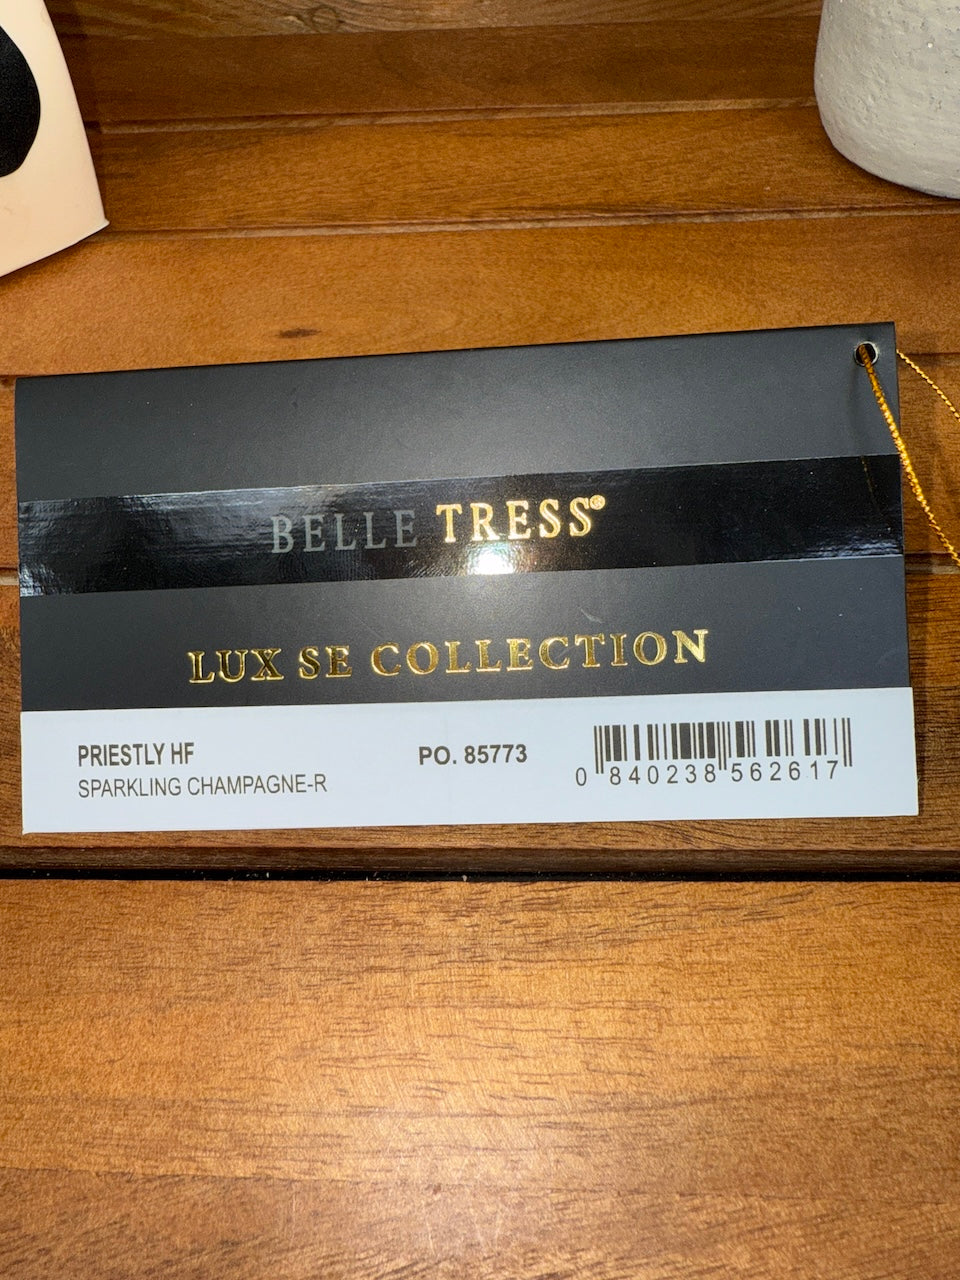 BELLE TRESS®
LUX SE COLLECTION
PRIESTLY HF
SPARKLING CHAMPAGNE-R
PO. 85773
0 840238 562617